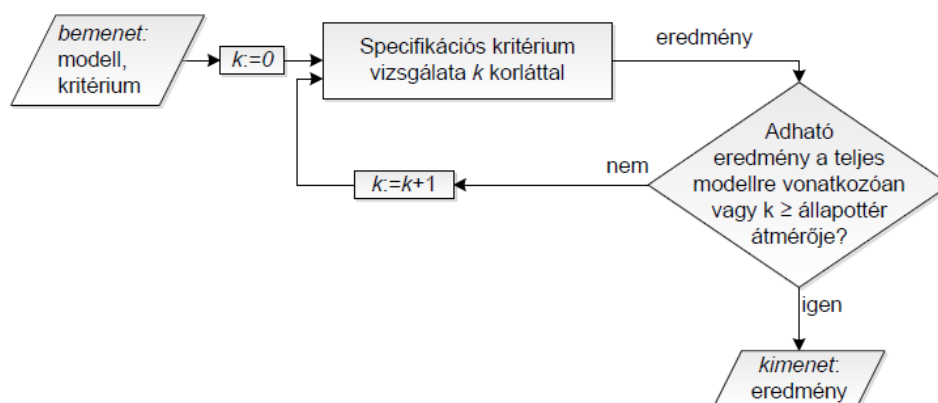 bemenet:
modell,
kritérium
k:=0
Specifikációs kritérium
vizsgálata k korláttal
eredmény
Adható
eredmény a teljes
modellre vonatkozóan
vagy k ≥ állapottér
átmérője?
nem
k:=k+1
igen
kimenet:
eredmény